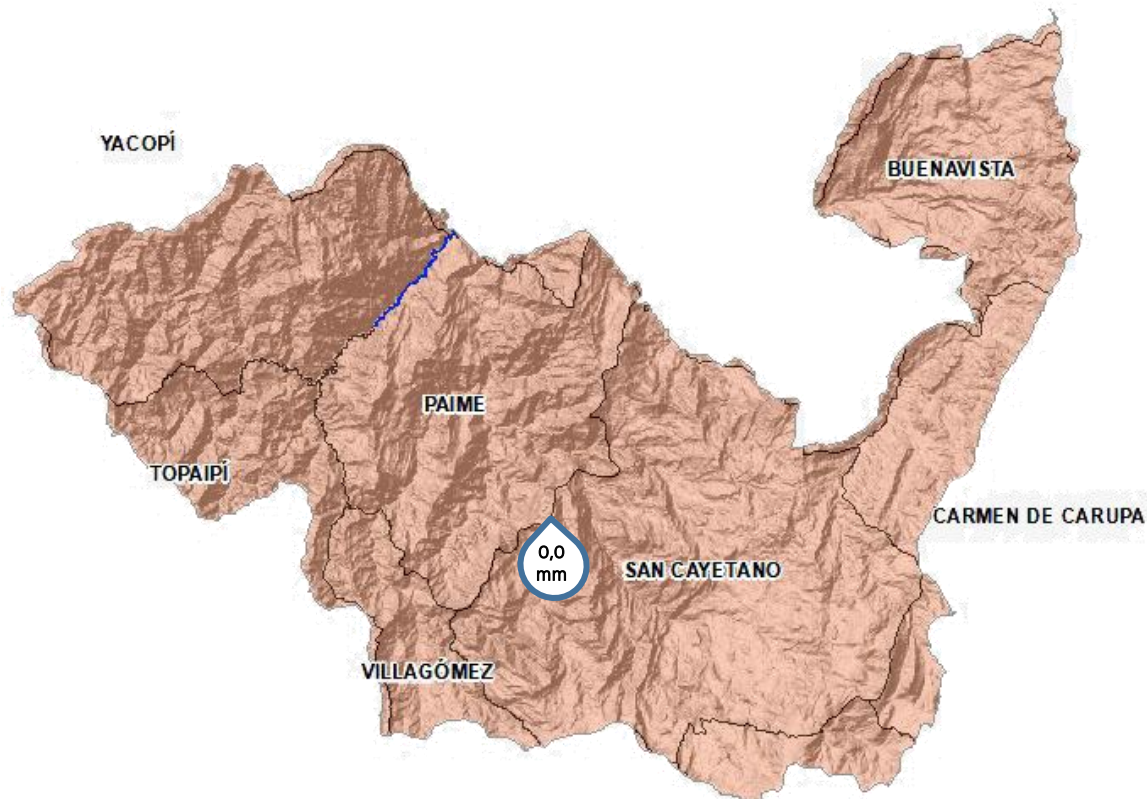 YACOPÍ
BUENAVISTA
PAIME
TOPAIPÍ
CARMEN DE CARUPA
0,0
mm
SAN CAYETANO
VILLAGÓMEZ